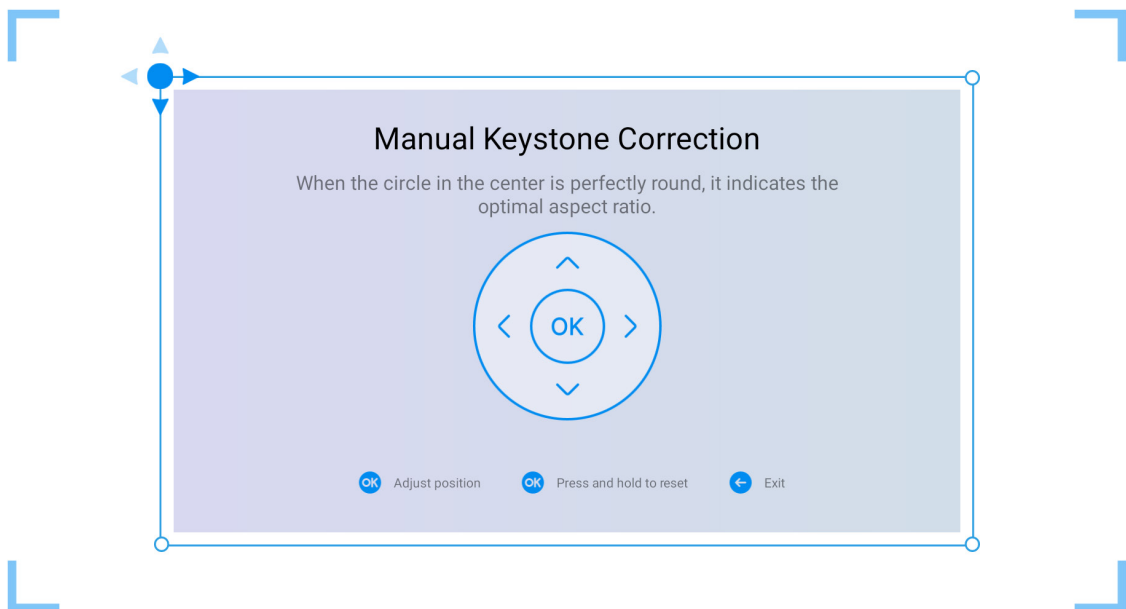 Manual Keystone Correction
When the circle in the center is perfectly round, it indicates the
optimal aspect ratio.
OK
OK Adjust position OK Press and hold to reset Exit